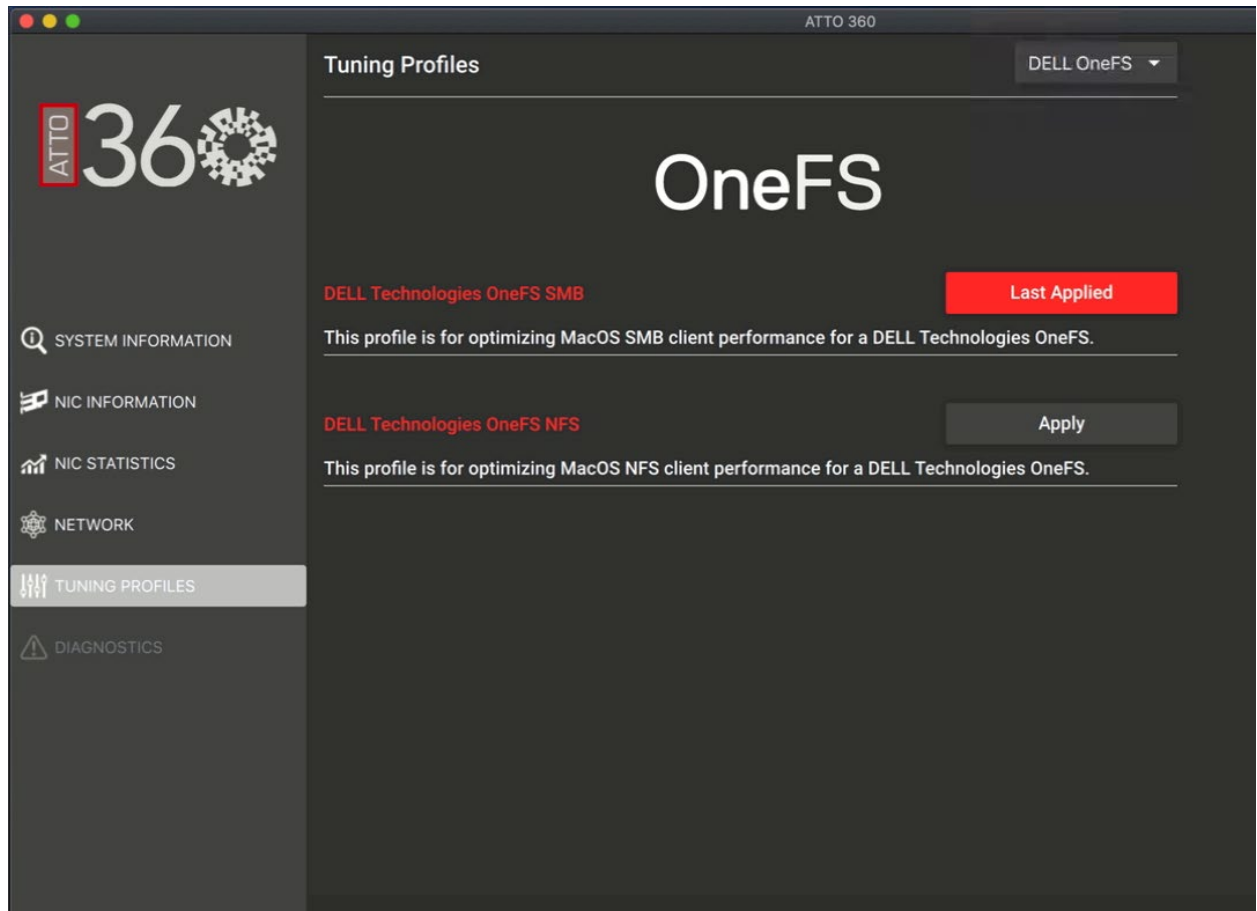 ATTO 360
Tuning Profiles
DELL OneFS
ATTO
360
OneFS
DELL Technologies OneFS SMB
Last Applied
This profile is for optimizing MacOS SMB client performance for a DELL Technologies OneFS.
DELL Technologies OneFS NFS
Apply
This profile is for optimizing MacOS NFS client performance for a DELL Technologies OneFS.
SYSTEM INFORMATION
NIC INFORMATION
NIC STATISTICS
NETWORK
TUNING PROFILES
DIAGNOSTICS